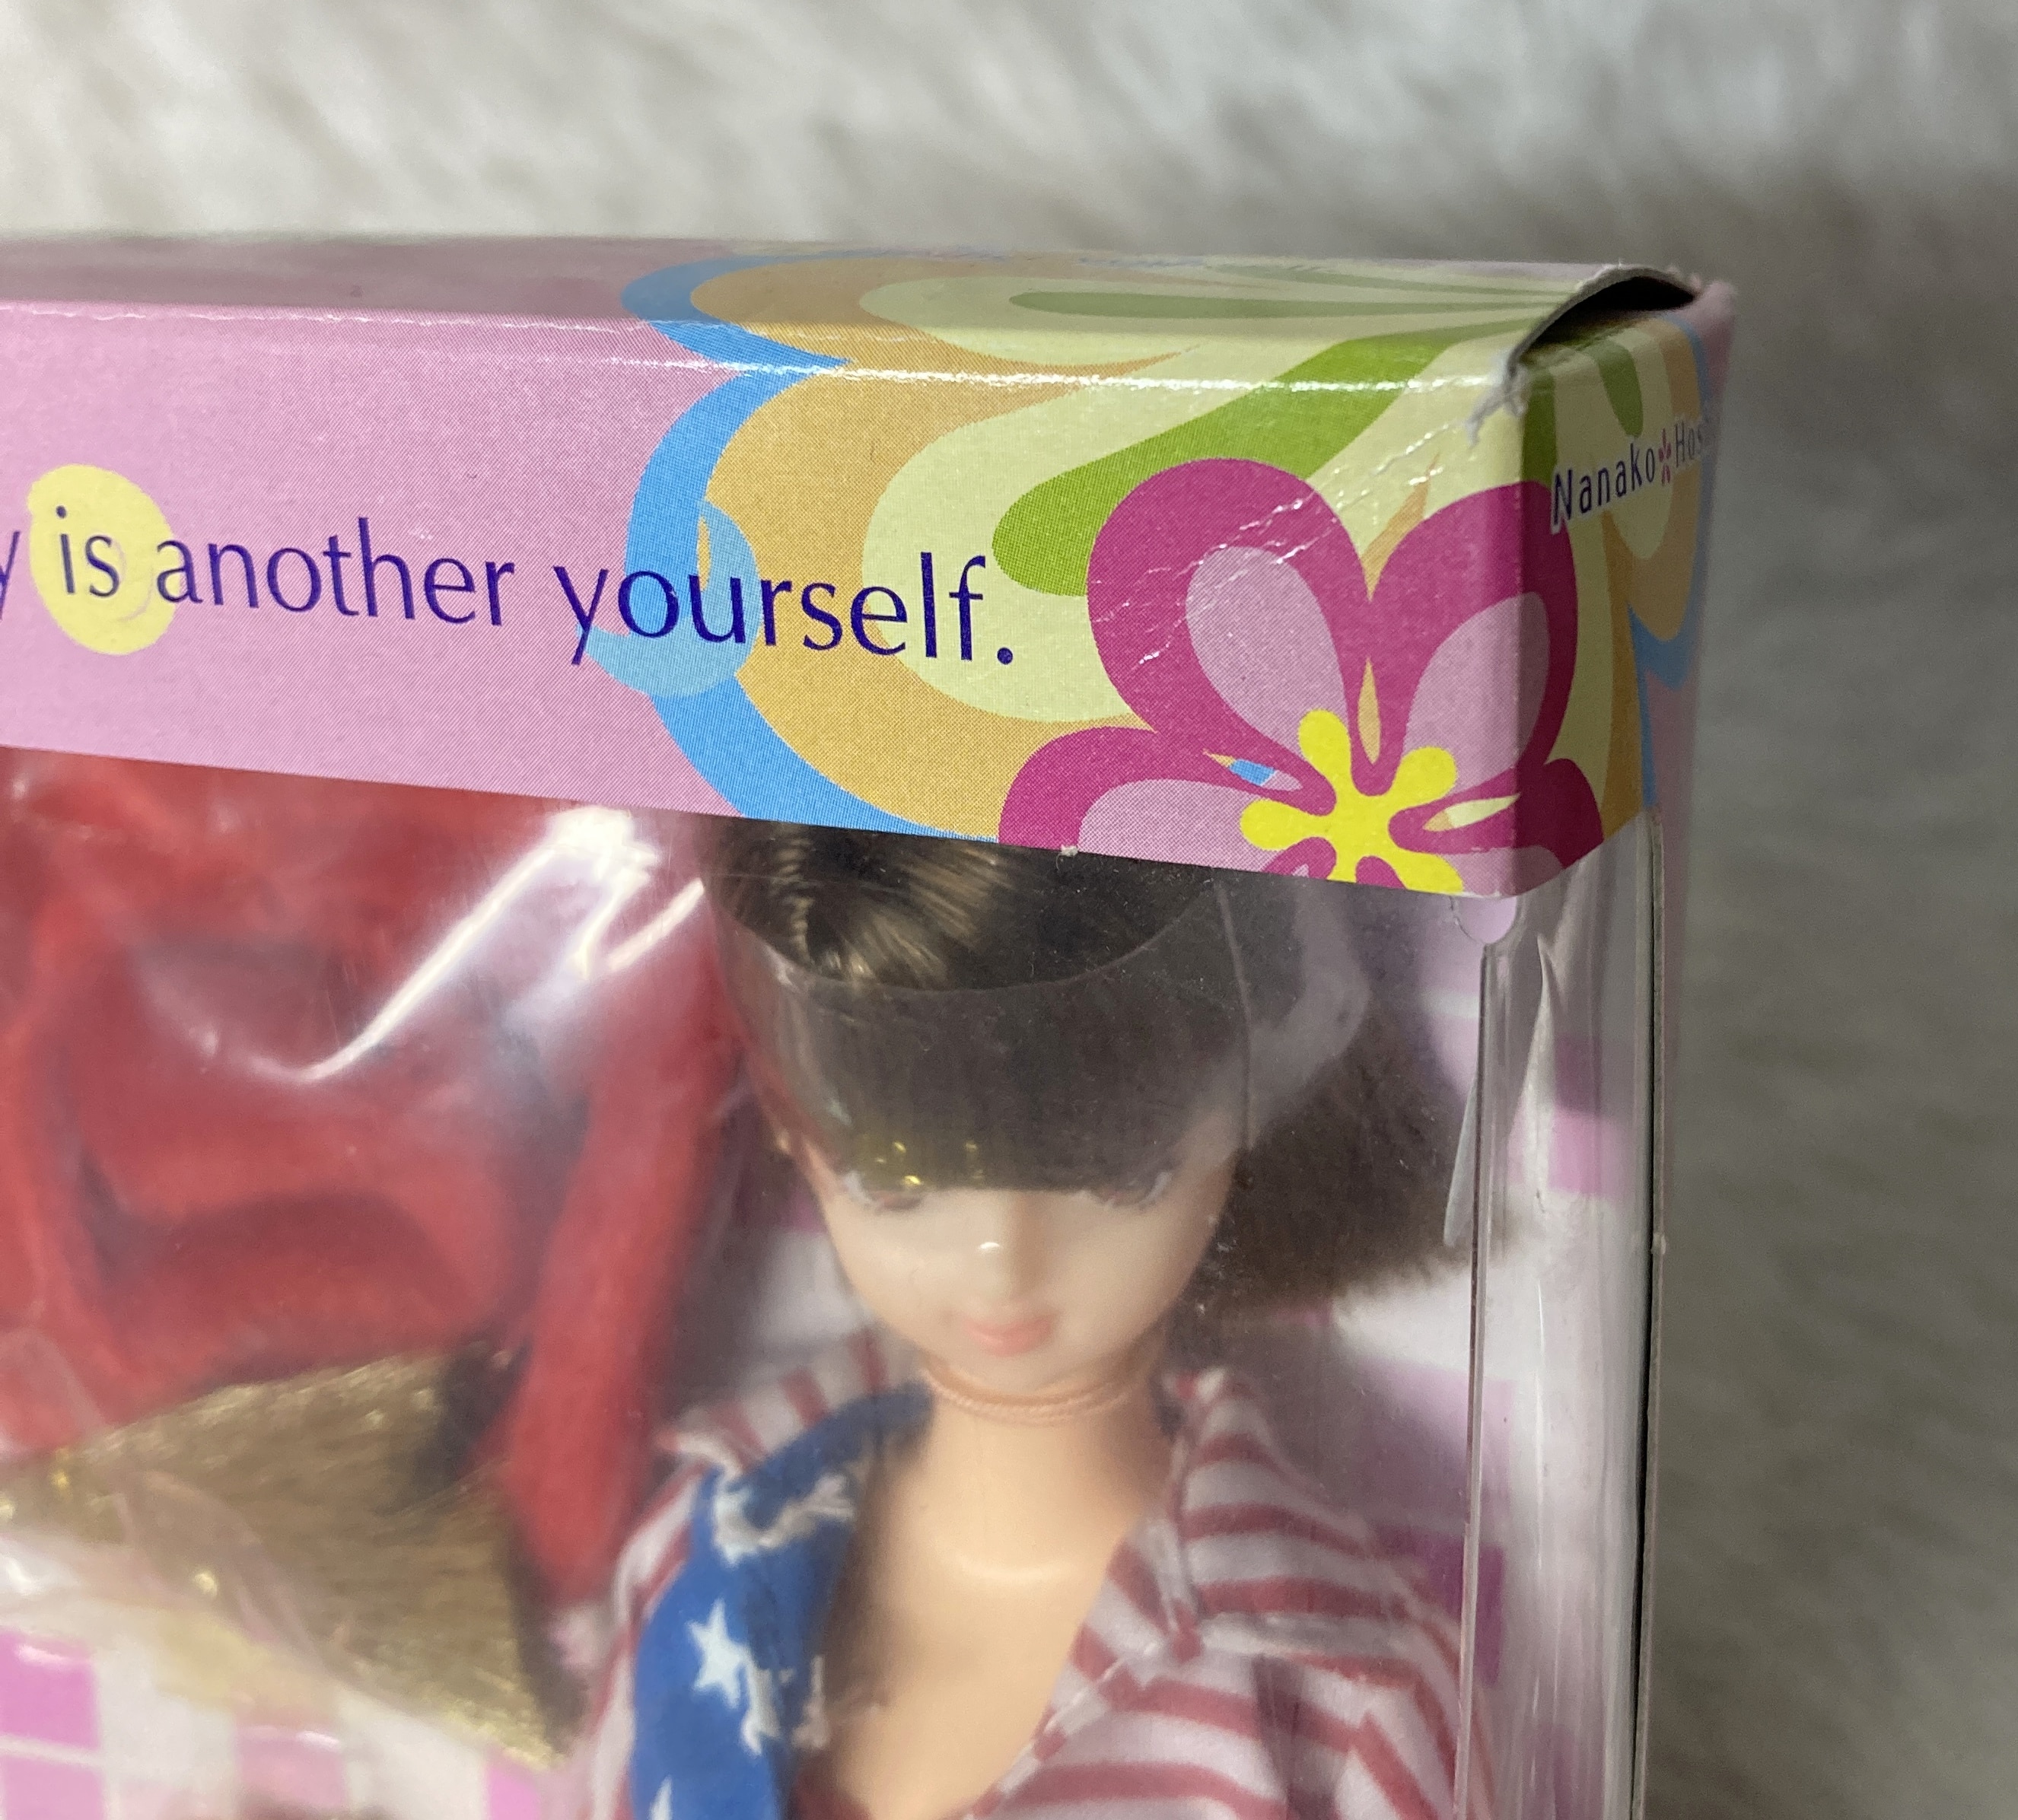 is another yourself.
Nanako